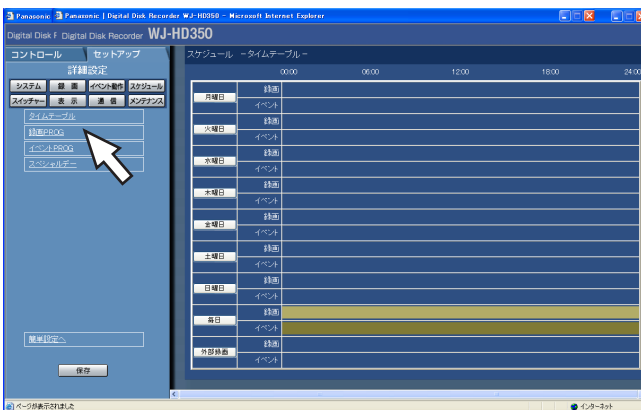 Panasonic Panasonic | Digital Disk Recorder WJ-HD350 - Microsoft Internet Explorer
Digital Disk F Digital Disk Recorder WJ-HD350
コントロール セットアップ
詳細設定
システム 録 画 イベント動作 スケジュール
スイッチャー 表 示 通 信 メンテナンス
タイムテーブル
録画PROG
イベントPROG
スペシャルデー
簡単設定へ
保存
スケジュール －タイムテーブル－
00:00 06:00 12:00 18:00 24:00
月曜日 録画
イベント
火曜日 録画
イベント
水曜日 録画
イベント
木曜日 録画
イベント
金曜日 録画
イベント
土曜日 録画
イベント
日曜日 録画
イベント
毎日 録画
イベント
外部録画 録画
イベント
ページが表示されました インターネット